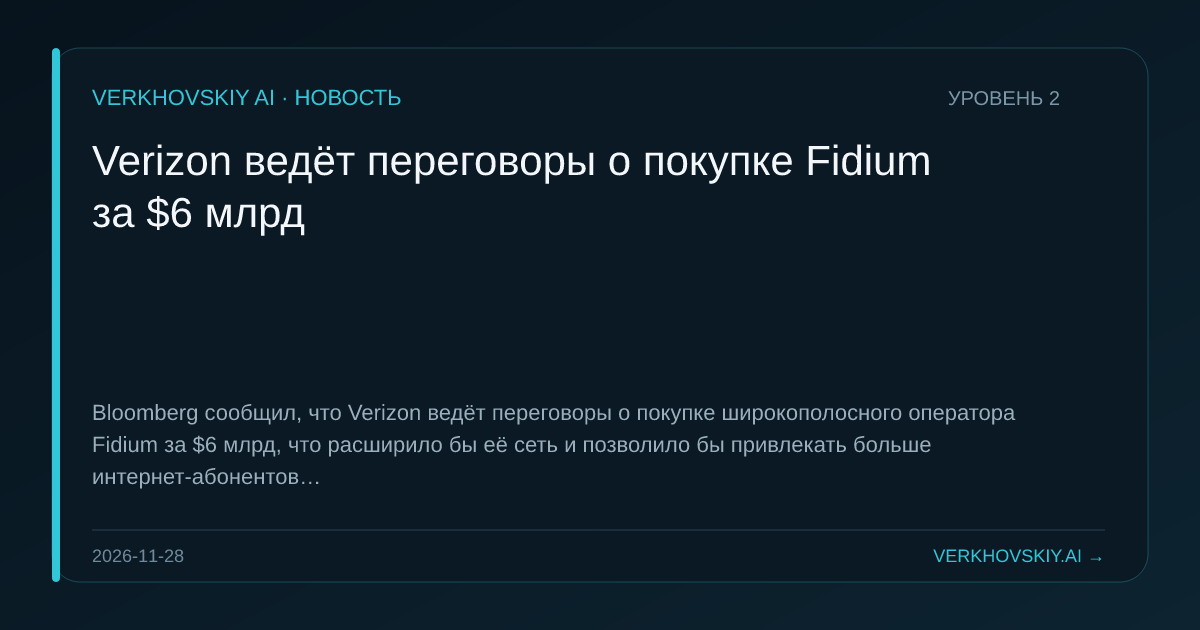 VERKHOVSKIY AI · НОВОСТЬ
УРОВЕНЬ 2
Verizon ведёт переговоры о покупке Fidium
за $6 млрд
Bloomberg сообщил, что Verizon ведёт переговоры о покупке широкополосного оператора
Fidium за $6 млрд, что расширило бы её сеть и позволило бы привлекать больше
интернет-абонентов…
2026-11-28
VERKHOVSKIY.AI →